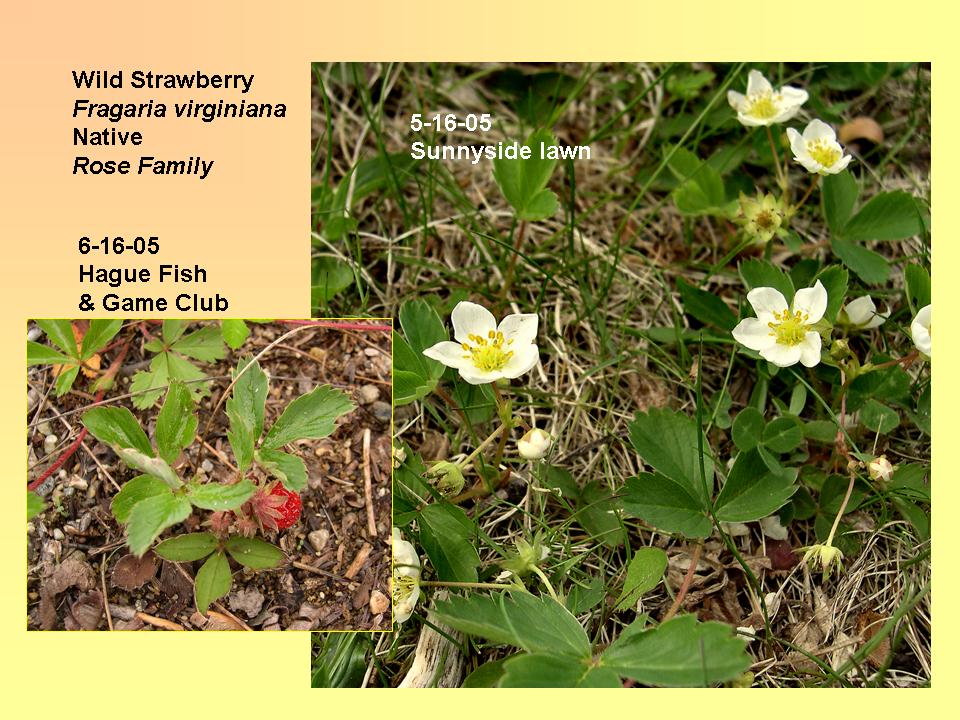 Wild Strawberry
Fragaria virginiana
Native
Rose Family
5-16-05
Sunnyside lawn
6-16-05
Hague Fish
& Game Club